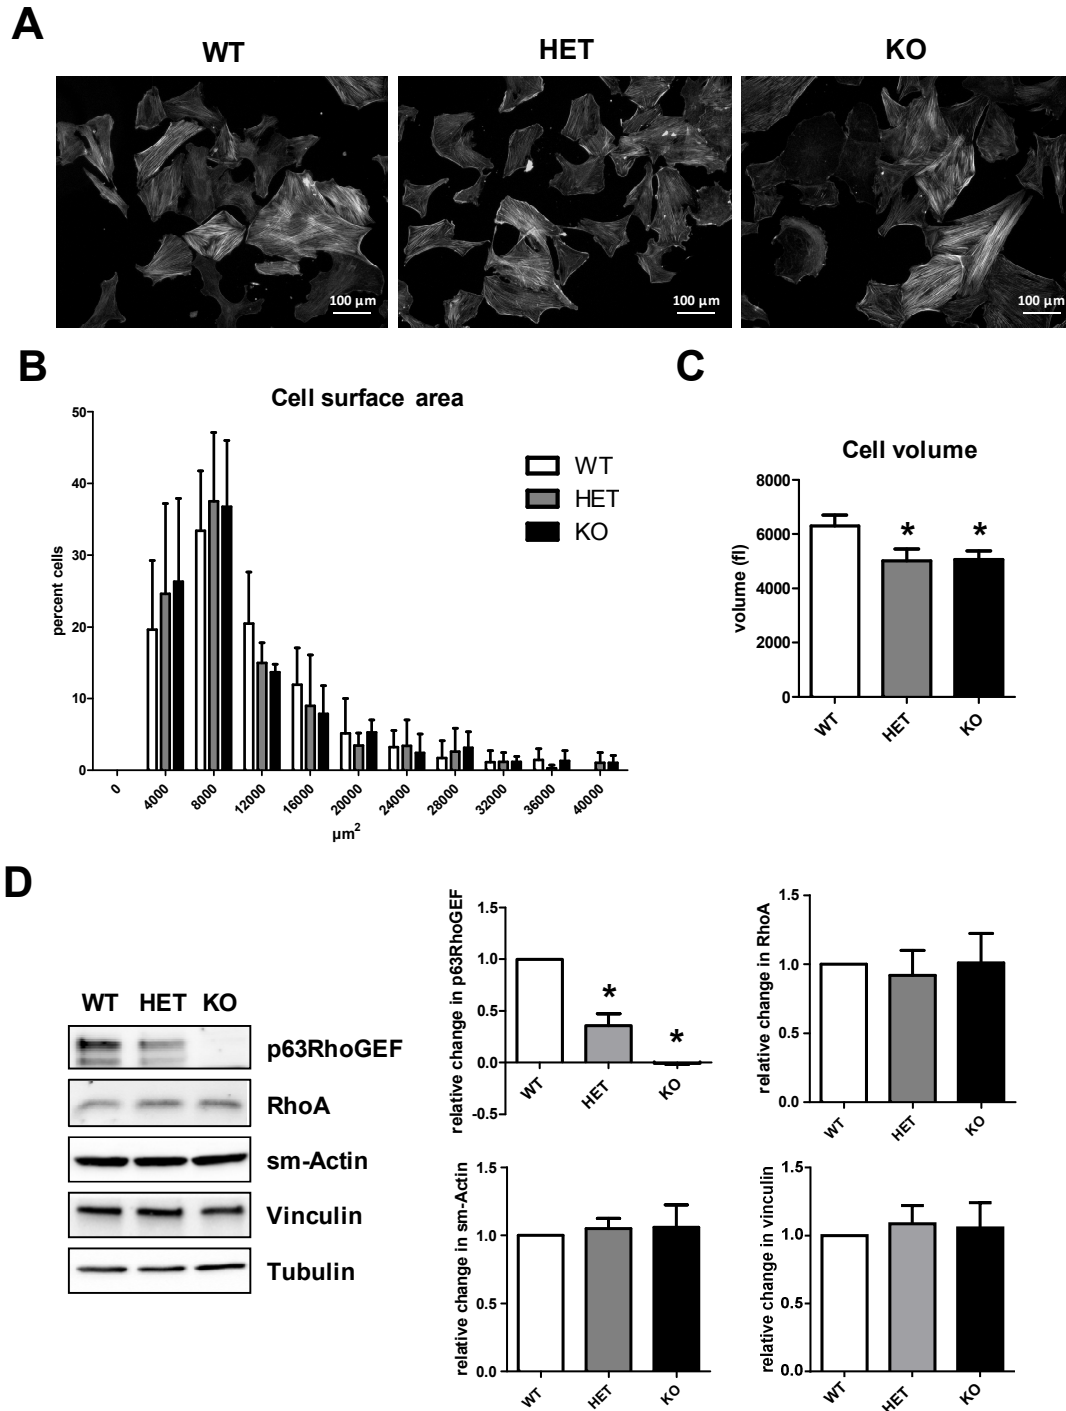 A
WT HET KO
100 µm 100 µm 100 µm
B
Cell surface area
50
40
30
20
10
0
percent cells
WT
HET
KO
0 4000 8000 12000 16000 20000 24000 28000 32000 36000 40000
µm2
C
Cell volume
8000
6000
4000
2000
0
volume (fl)
* *
WT HET KO
D
WT HET KO
p63RhoGEF
RhoA
sm-Actin
Vinculin
Tubulin
relative change in p63RhoGEF
1.5
1.0
0.5
0.0
-0.5
* *
WT HET KO
relative change in RhoA
1.5
1.0
0.5
0.0
WT HET KO
relative change in sm-Actin
1.5
1.0
0.5
0.0
WT HET KO
relative change in vinculin
1.5
1.0
0.5
0.0
WT HET KO